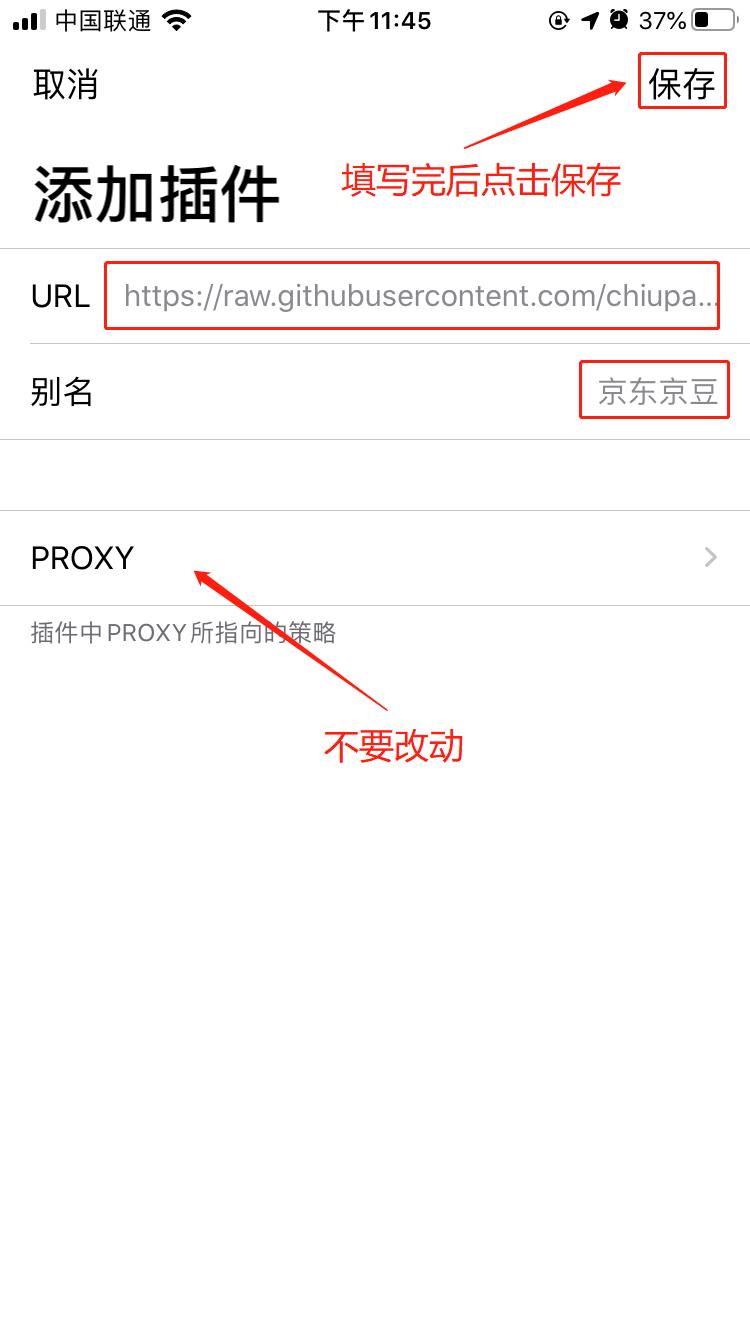 中国联通 下午11:45 37%
取消 保存
填写完后点击保存
添加插件
URL https://raw.githubusercontent.com/chiupa...
别名 京东京豆
PROXY
插件中PROXY所指向的策略
不要改动